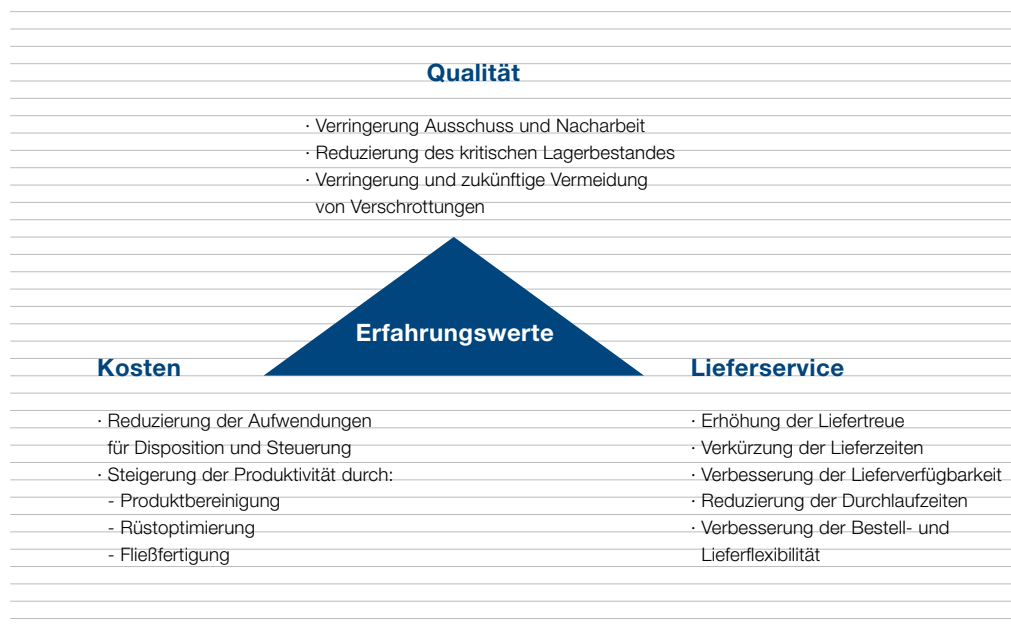 Qualität
· Verringerung Ausschuss und Nacharbeit
· Reduzierung des kritischen Lagerbestandes
· Verringerung und zukünftige Vermeidung
von Verschrottungen
Erfahrungswerte
Kosten
· Reduzierung der Aufwendungen
für Disposition und Steuerung
· Steigerung der Produktivität durch:
- Produktbereinigung
- Rüstoptimierung
- Fließfertigung
Lieferservice
· Erhöhung der Liefertreue
· Verkürzung der Lieferzeiten
· Verbesserung der Lieferverfügbarkeit
· Reduzierung der Durchlaufzeiten
· Verbesserung der Bestell- und
Lieferflexibilität